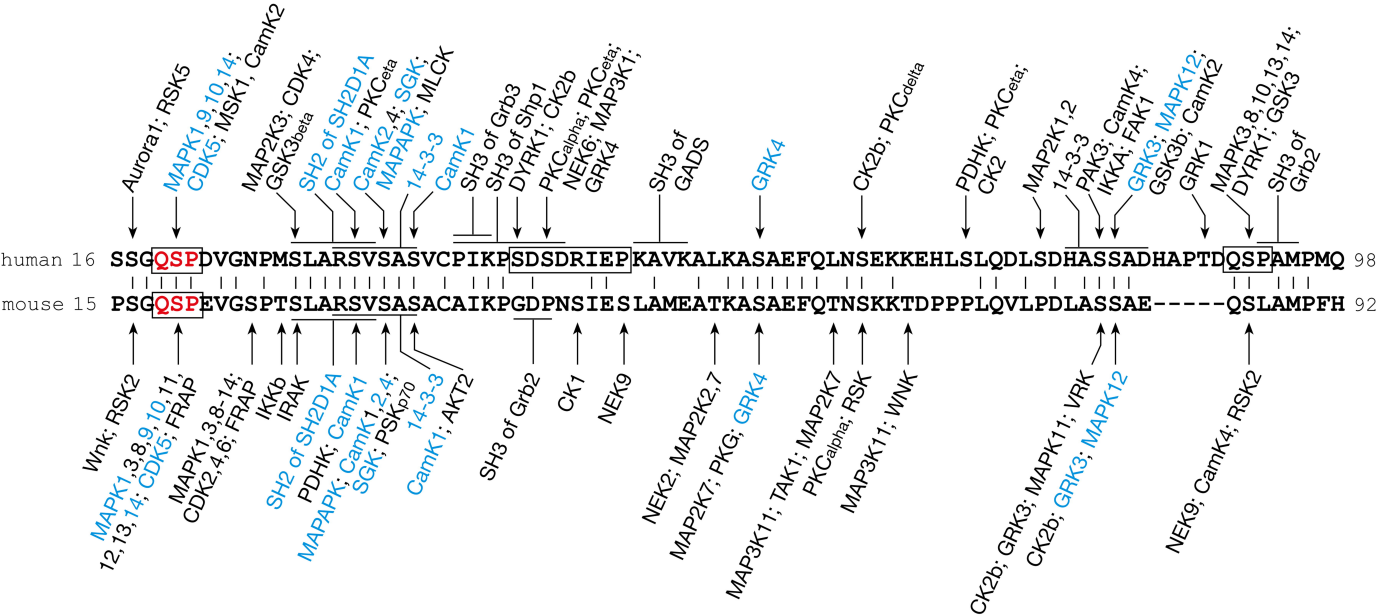 Aurora1; RSK5
MAPK1,9,10,14;
CDK5; MSK1, CamK2
MAP2K3; CDK4;
GSK3beta
SH2 of SH2D1A
CamK1; PKCeta
CamK2,4; SGK;
MAPAPK; MLCK
14-3-3
CamK1
SH3 of Grb3
SH3 of Shp1
DYRK1; CK2b
PKCalpha; PKCeta;
NEK6; MAP3K1;
GRK4
SH3 of
GADS
GRK4
CK2b; PKCdelta
PDHK; PKCeta;
CK2
MAP2K1,2
14-3-3
PAK3; CamK4;
IKKA; FAK1
GRK3; MAPK12;
GSK3b; CamK2
GRK1
MAPK3,8,10,13,14;
DYRK1; GSK3
SH3 of
Grb2
human 16 SSGQSPDVGNPMSLARSVSASVCPIKPSDSDRIEPKAVKALKASAEFQLNSEKKEHLSLQDLSDHASSADHAPTDQSPAMPMQ 98
mouse 15 PSGQSPEVGSPTSLARSVSASACAIKPGDPNSIESLAMEATKASAEFQTNSKKTDPPPLQVLPDLASSAE-----QSLAMPFH 92
Wnk; RSK2
MAPK1,3,8,9,10,11,
12,13,14; CDK5; FRAP
MAPK1,3,8-14;
CDK2,4,6; FRAP
IKKb
IRAK
SH2 of SH2D1A
PDHK; CamK1
MAPAPK; CamK1,2,4;
SGK; PSKp70
14-3-3
CamK1; AKT2
SH3 of Grb2
CK1
NEK9
NEK2; MAP2K2,7
MAP2K7; PKG; GRK4
MAP3K11; TAK1; MAP2K7
PKCalpha; RSK
MAP3K11; WNK
CK2b; GRK3; MAPK11; VRK
CK2b; GRK3; MAPK12
NEK9; CamK4; RSK2